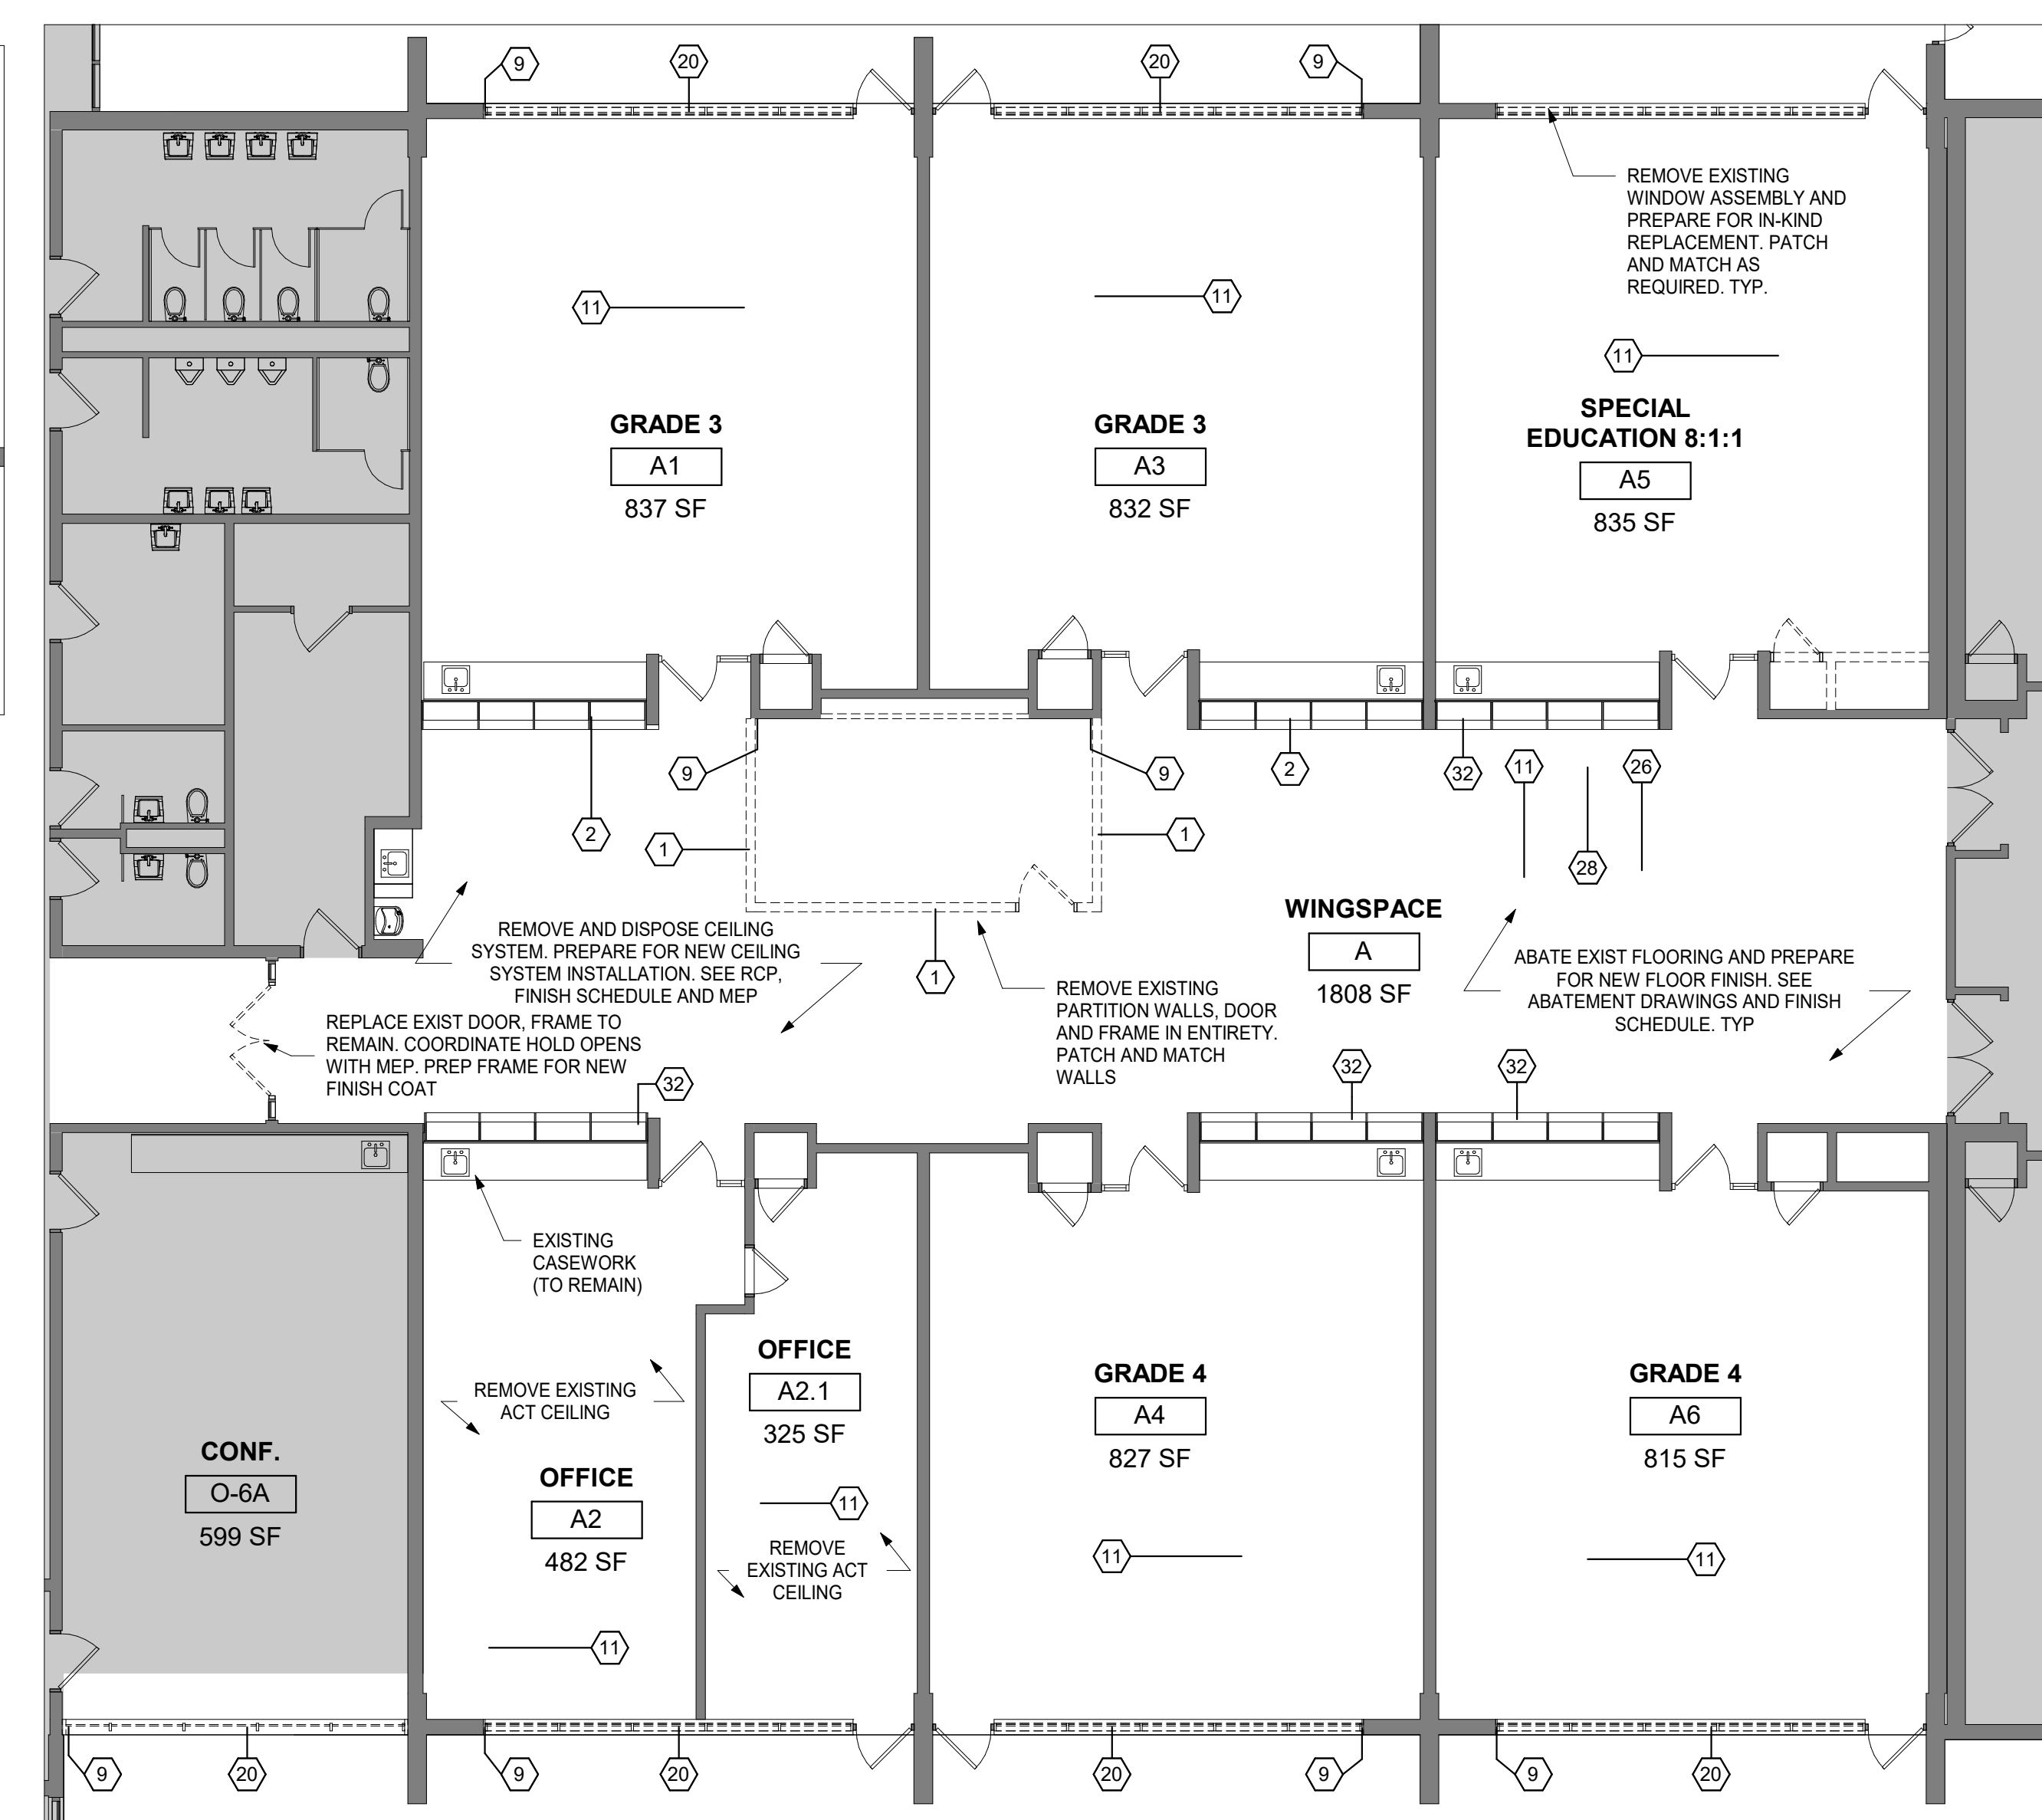 9
20
20
9
REMOVE EXISTING
WINDOW ASSEMBLY AND
PREPARE FOR IN-KIND
REPLACEMENT. PATCH
AND MATCH AS
REQUIRED. TYP.
11
11
11
GRADE 3
A1
837 SF
GRADE 3
A3
832 SF
SPECIAL
EDUCATION 8:1:1
A5
835 SF
9
9
2
32
11
26
2
1
1
28
REMOVE AND DISPOSE CEILING
SYSTEM. PREPARE FOR NEW CEILING
SYSTEM INSTALLATION. SEE RCP,
FINISH SCHEDULE AND MEP
1
WINGSPACE
A
1808 SF
ABATE EXIST FLOORING AND PREPARE
FOR NEW FLOOR FINISH. SEE
ABATEMENT DRAWINGS AND FINISH
SCHEDULE. TYP
REPLACE EXIST DOOR, FRAME TO
REMAIN. COORDINATE HOLD OPENS
WITH MEP. PREP FRAME FOR NEW
FINISH COAT
REMOVE EXISTING
PARTITION WALLS, DOOR
AND FRAME IN ENTIRETY.
PATCH AND MATCH
WALLS
32
32
32
EXISTING
CASEWORK
(TO REMAIN)
REMOVE EXISTING
ACT CEILING
OFFICE
A2.1
325 SF
GRADE 4
A4
827 SF
GRADE 4
A6
815 SF
CONF.
O-6A
599 SF
OFFICE
A2
482 SF
11
REMOVE
EXISTING ACT
CEILING
11
11
11
9
20
9
20
20
9
9
20